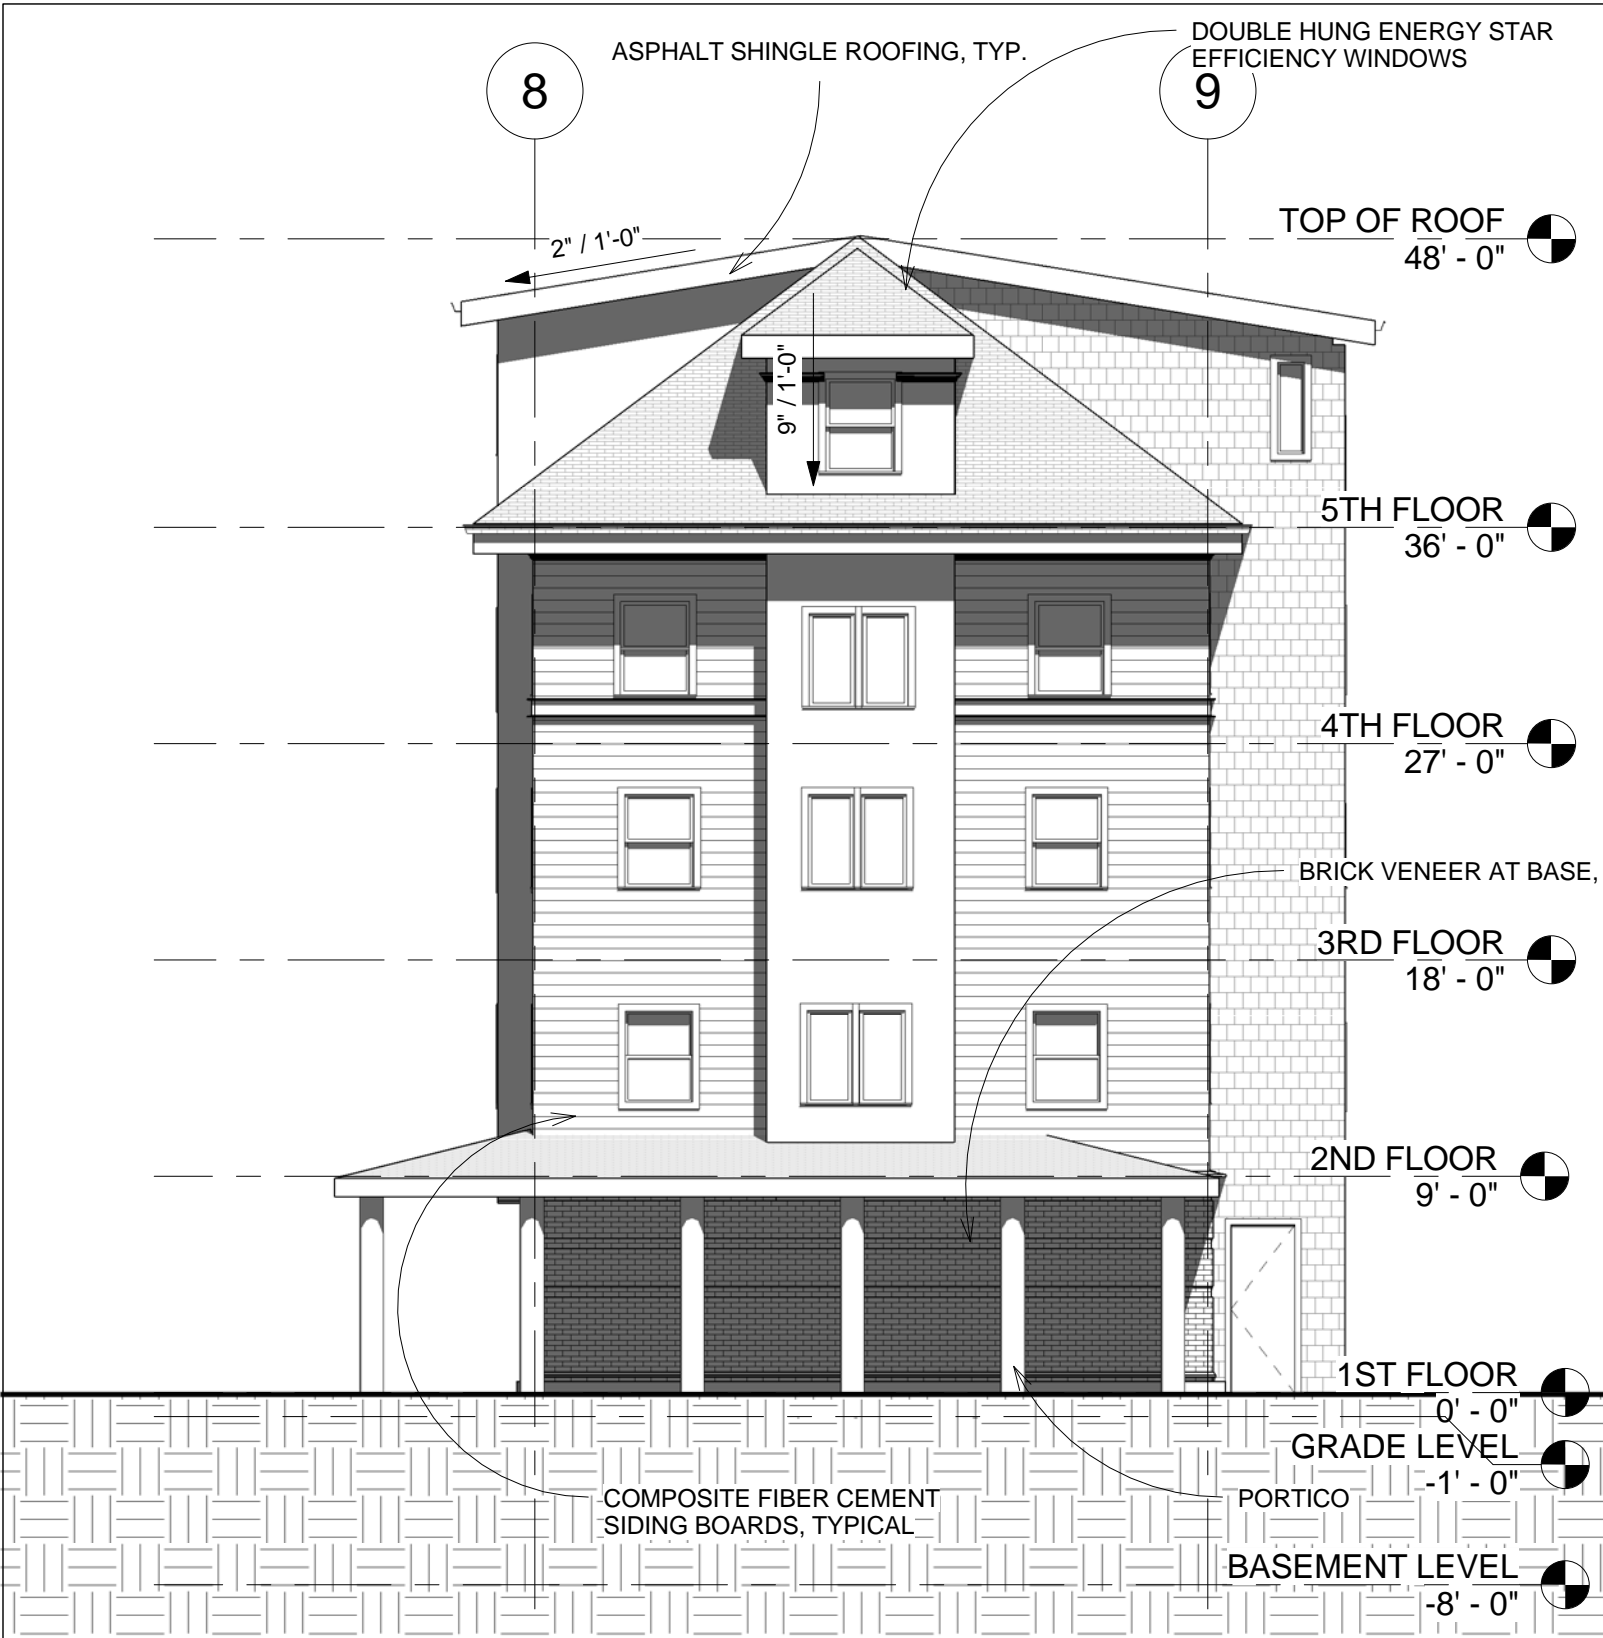 DOUBLE HUNG ENERGY STAR
EFFICIENCY WINDOWS
ASPHALT SHINGLE ROOFING, TYP.
8
9
TOP OF ROOF
48' - 0"
2" / 1'-0"
9" / 1'-0"
5TH FLOOR
36' - 0"
4TH FLOOR
27' - 0"
BRICK VENEER AT BASE,
3RD FLOOR
18' - 0"
2ND FLOOR
9' - 0"
1ST FLOOR
0' - 0"
GRADE LEVEL
-1' - 0"
COMPOSITE FIBER CEMENT
SIDING BOARDS, TYPICAL
PORTICO
BASEMENT LEVEL
-8' - 0"